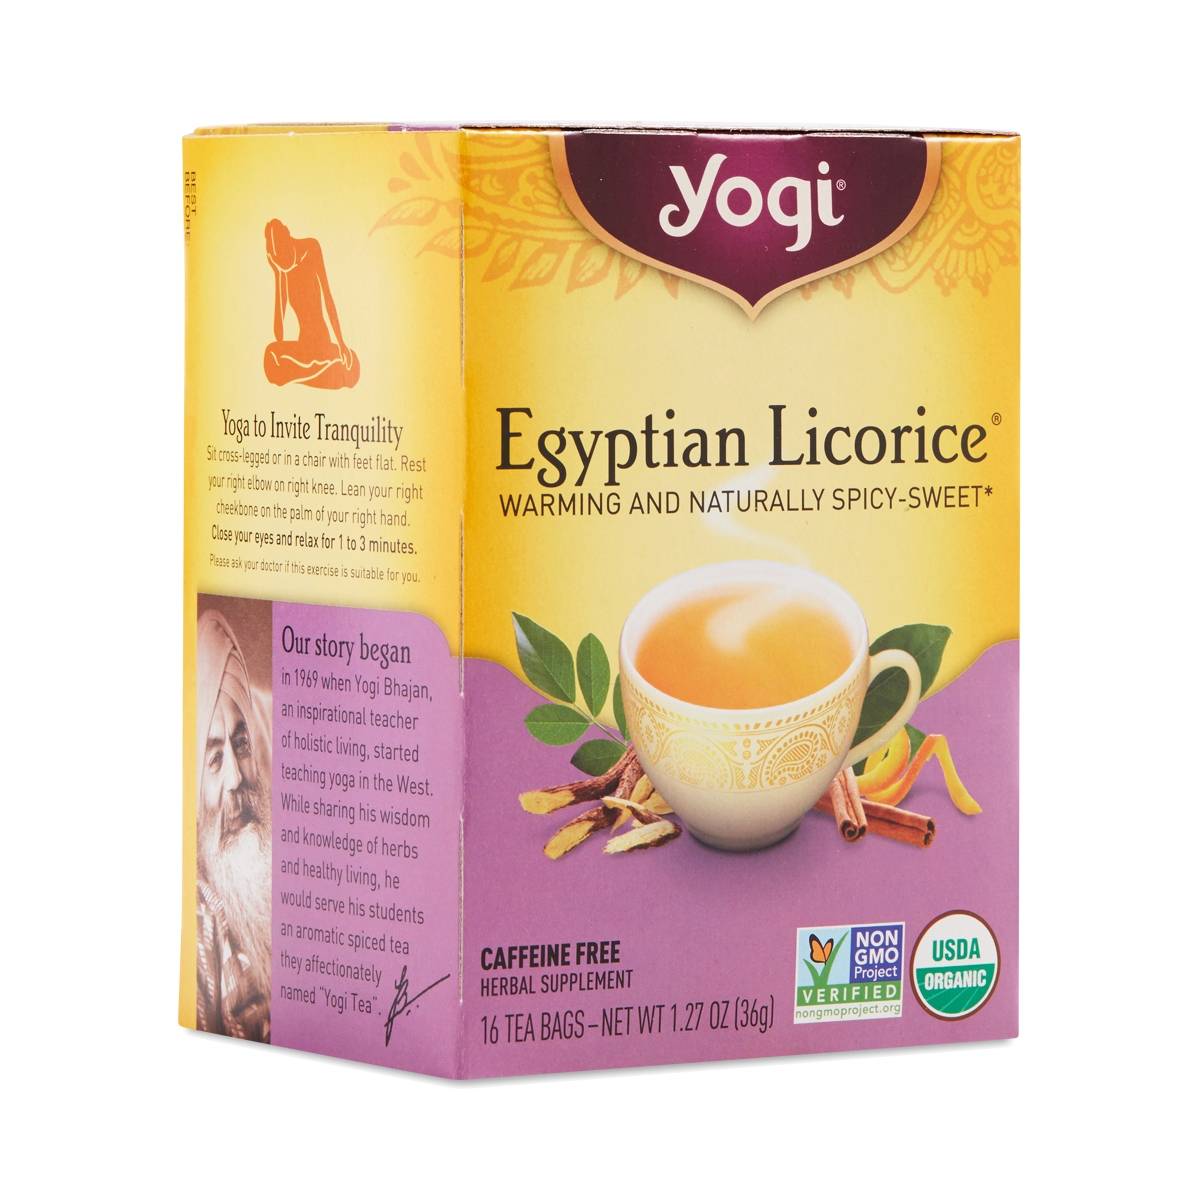 BEST
BEFORE:
Yoga to Invite Tranquility
Sit cross-legged or in a chair with feet flat. Rest
your right elbow on right knee. Lean your right
cheekbone on the palm of your right hand.
Close your eyes and relax for 1 to 3 minutes.
Please ask your doctor if this exercise is suitable for you.
Our story began
in 1969 when Yogi Bhajan,
an inspirational teacher
of holistic living, started
teaching yoga in the West.
While sharing his wisdom
and knowledge of herbs
and healthy living, he
would serve his students
an aromatic spiced tea
they affectionately
named "Yogi Tea".
yogi®
Egyptian Licorice®
WARMING AND NATURALLY SPICY-SWEET*
CAFFEINE FREE
HERBAL SUPPLEMENT
16 TEA BAGS – NET WT 1.27 OZ (36g)
NON
GMO
Project
VERIFIED
nongmoproject.org
USDA
ORGANIC